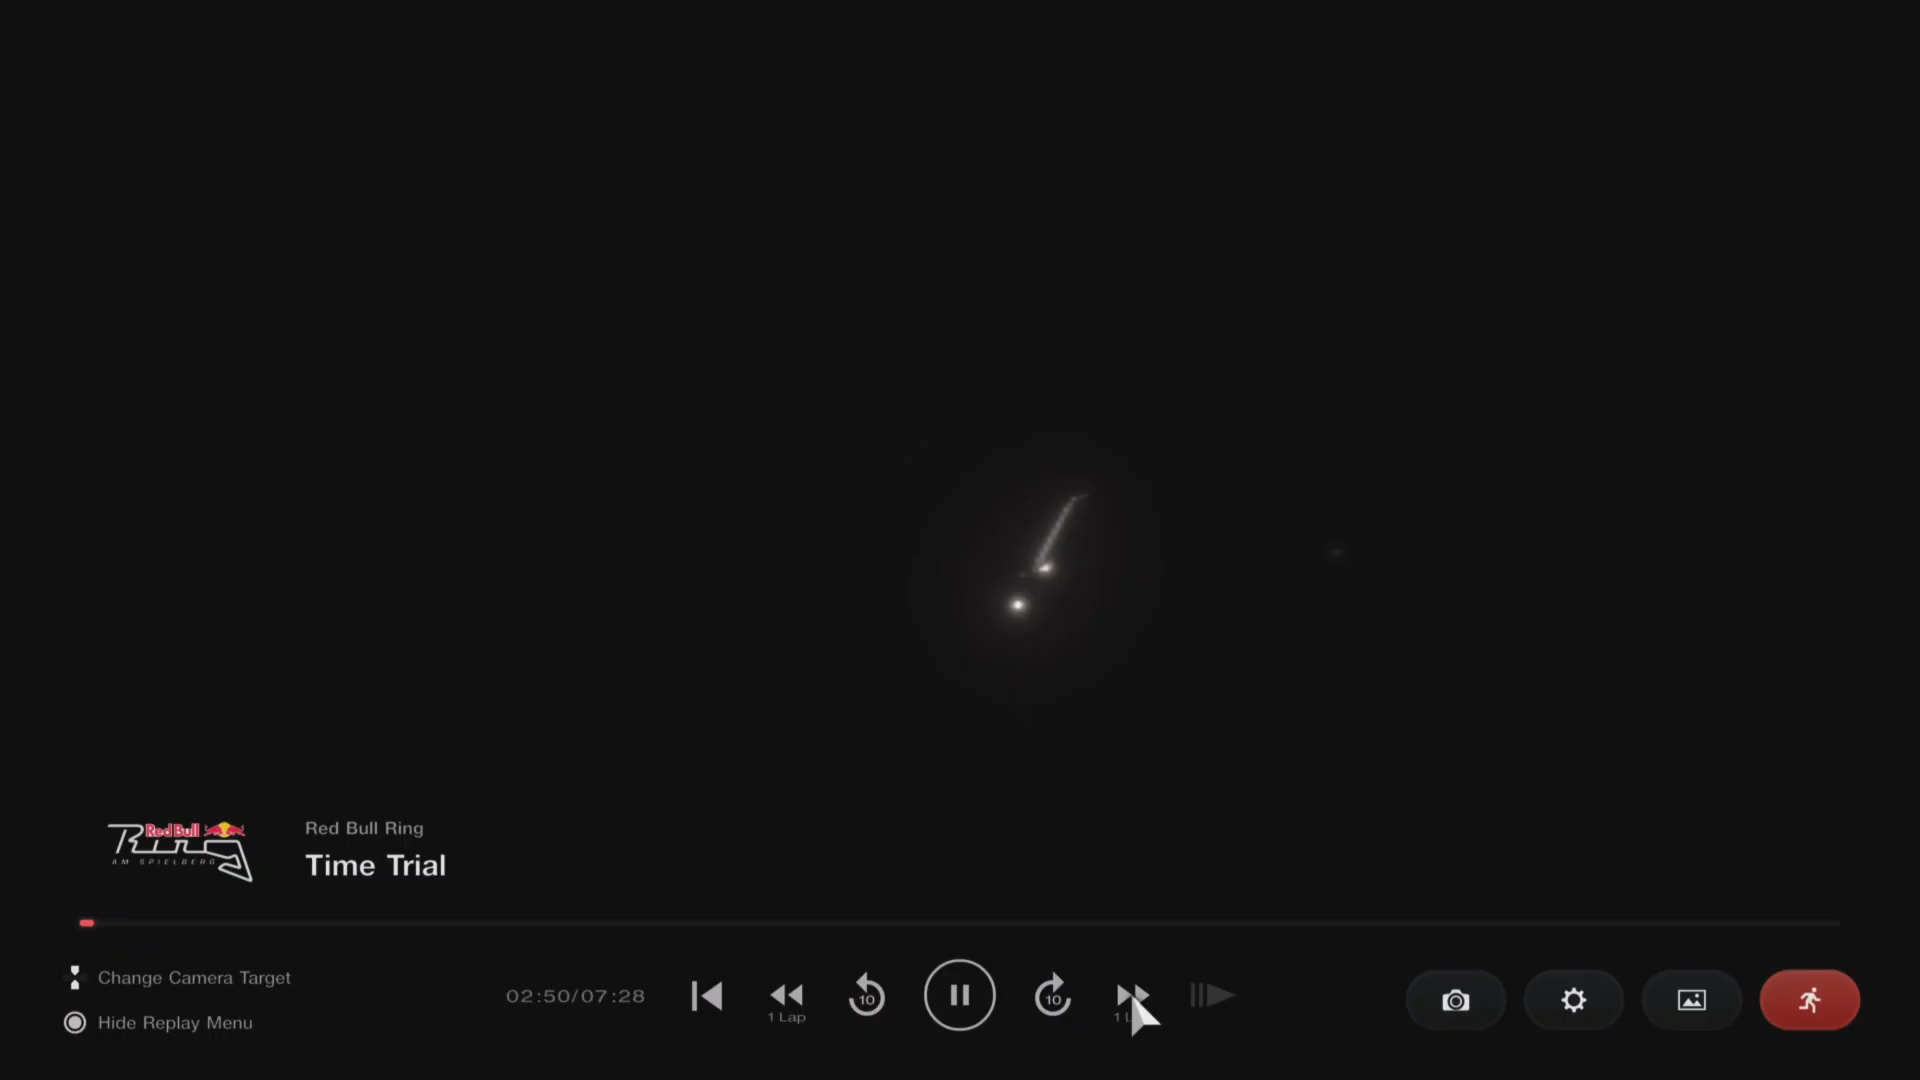 Red Bull
Ring
AM SPIELBERG
Red Bull Ring
Time Trial
Change Camera Target
02:50/07:28
1 Lap
10
10
1 L
Hide Replay Menu